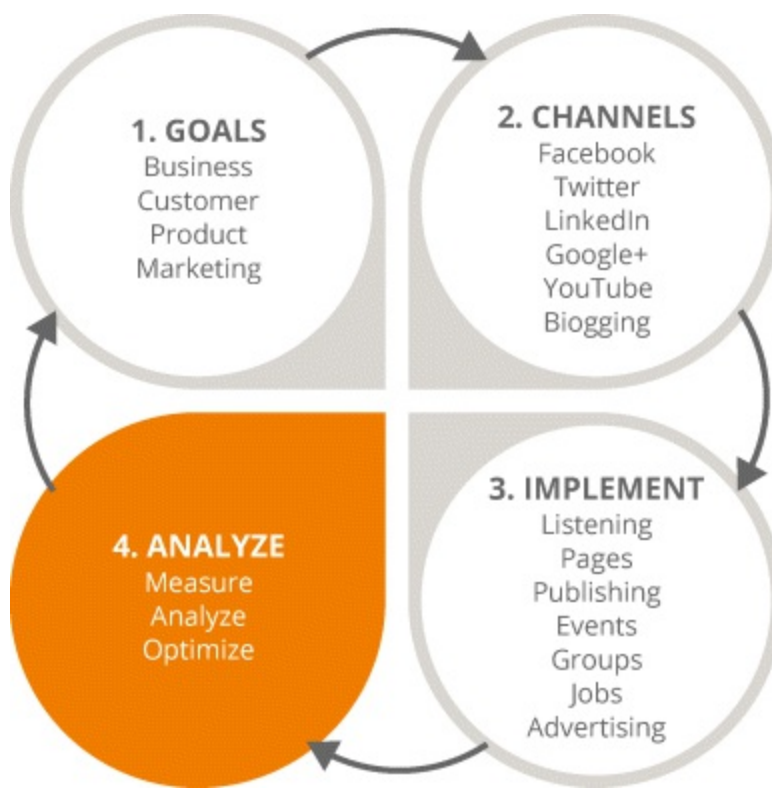 1. GOALS
Business
Customer
Product
Marketing
2. CHANNELS
Facebook
Twitter
LinkedIn
Google+
YouTube
Biogging
3. IMPLEMENT
Listening
Pages
Publishing
Events
Groups
Jobs
Advertising
4. ANALYZE
Measure
Analyze
Optimize